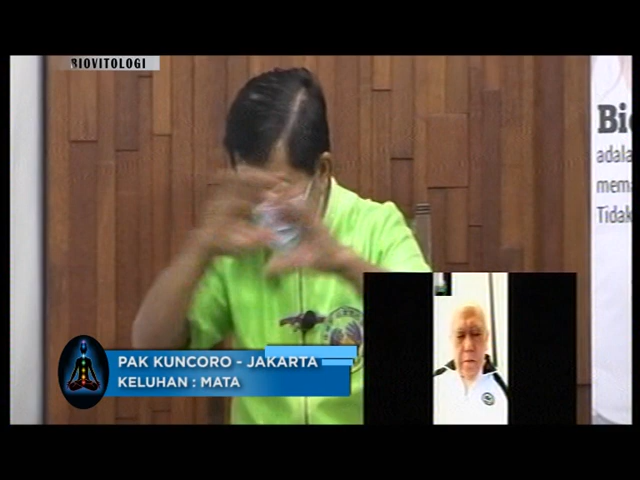 BIOVITOLOGI
Bio
adala
mema
Tidak
PAK KUNCORO - JAKARTA
KELUHAN : MATA